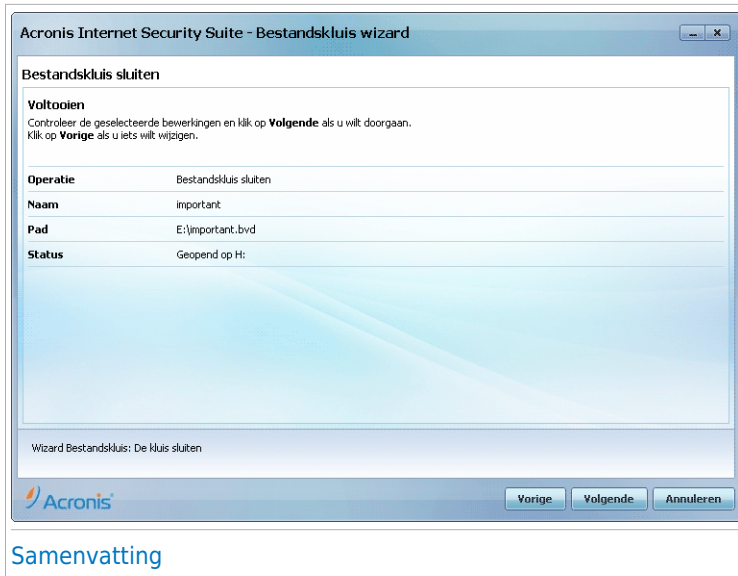 Acronis Internet Security Suite - Bestandskluis wizard
Bestandskluis sluiten
Voltooien
Controleer de geselecteerde bewerkingen en klik op Volgende als u wilt doorgaan.
Klik op Vorige als u iets wilt wijzigen.
Operatie Bestandskluis sluiten
Naam important
Pad E:\important.bvd
Status Geopend op H:
Wizard Bestandskluis: De kluis sluiten
Acronis
Vorige Volgende Annuleren
Samenvatting